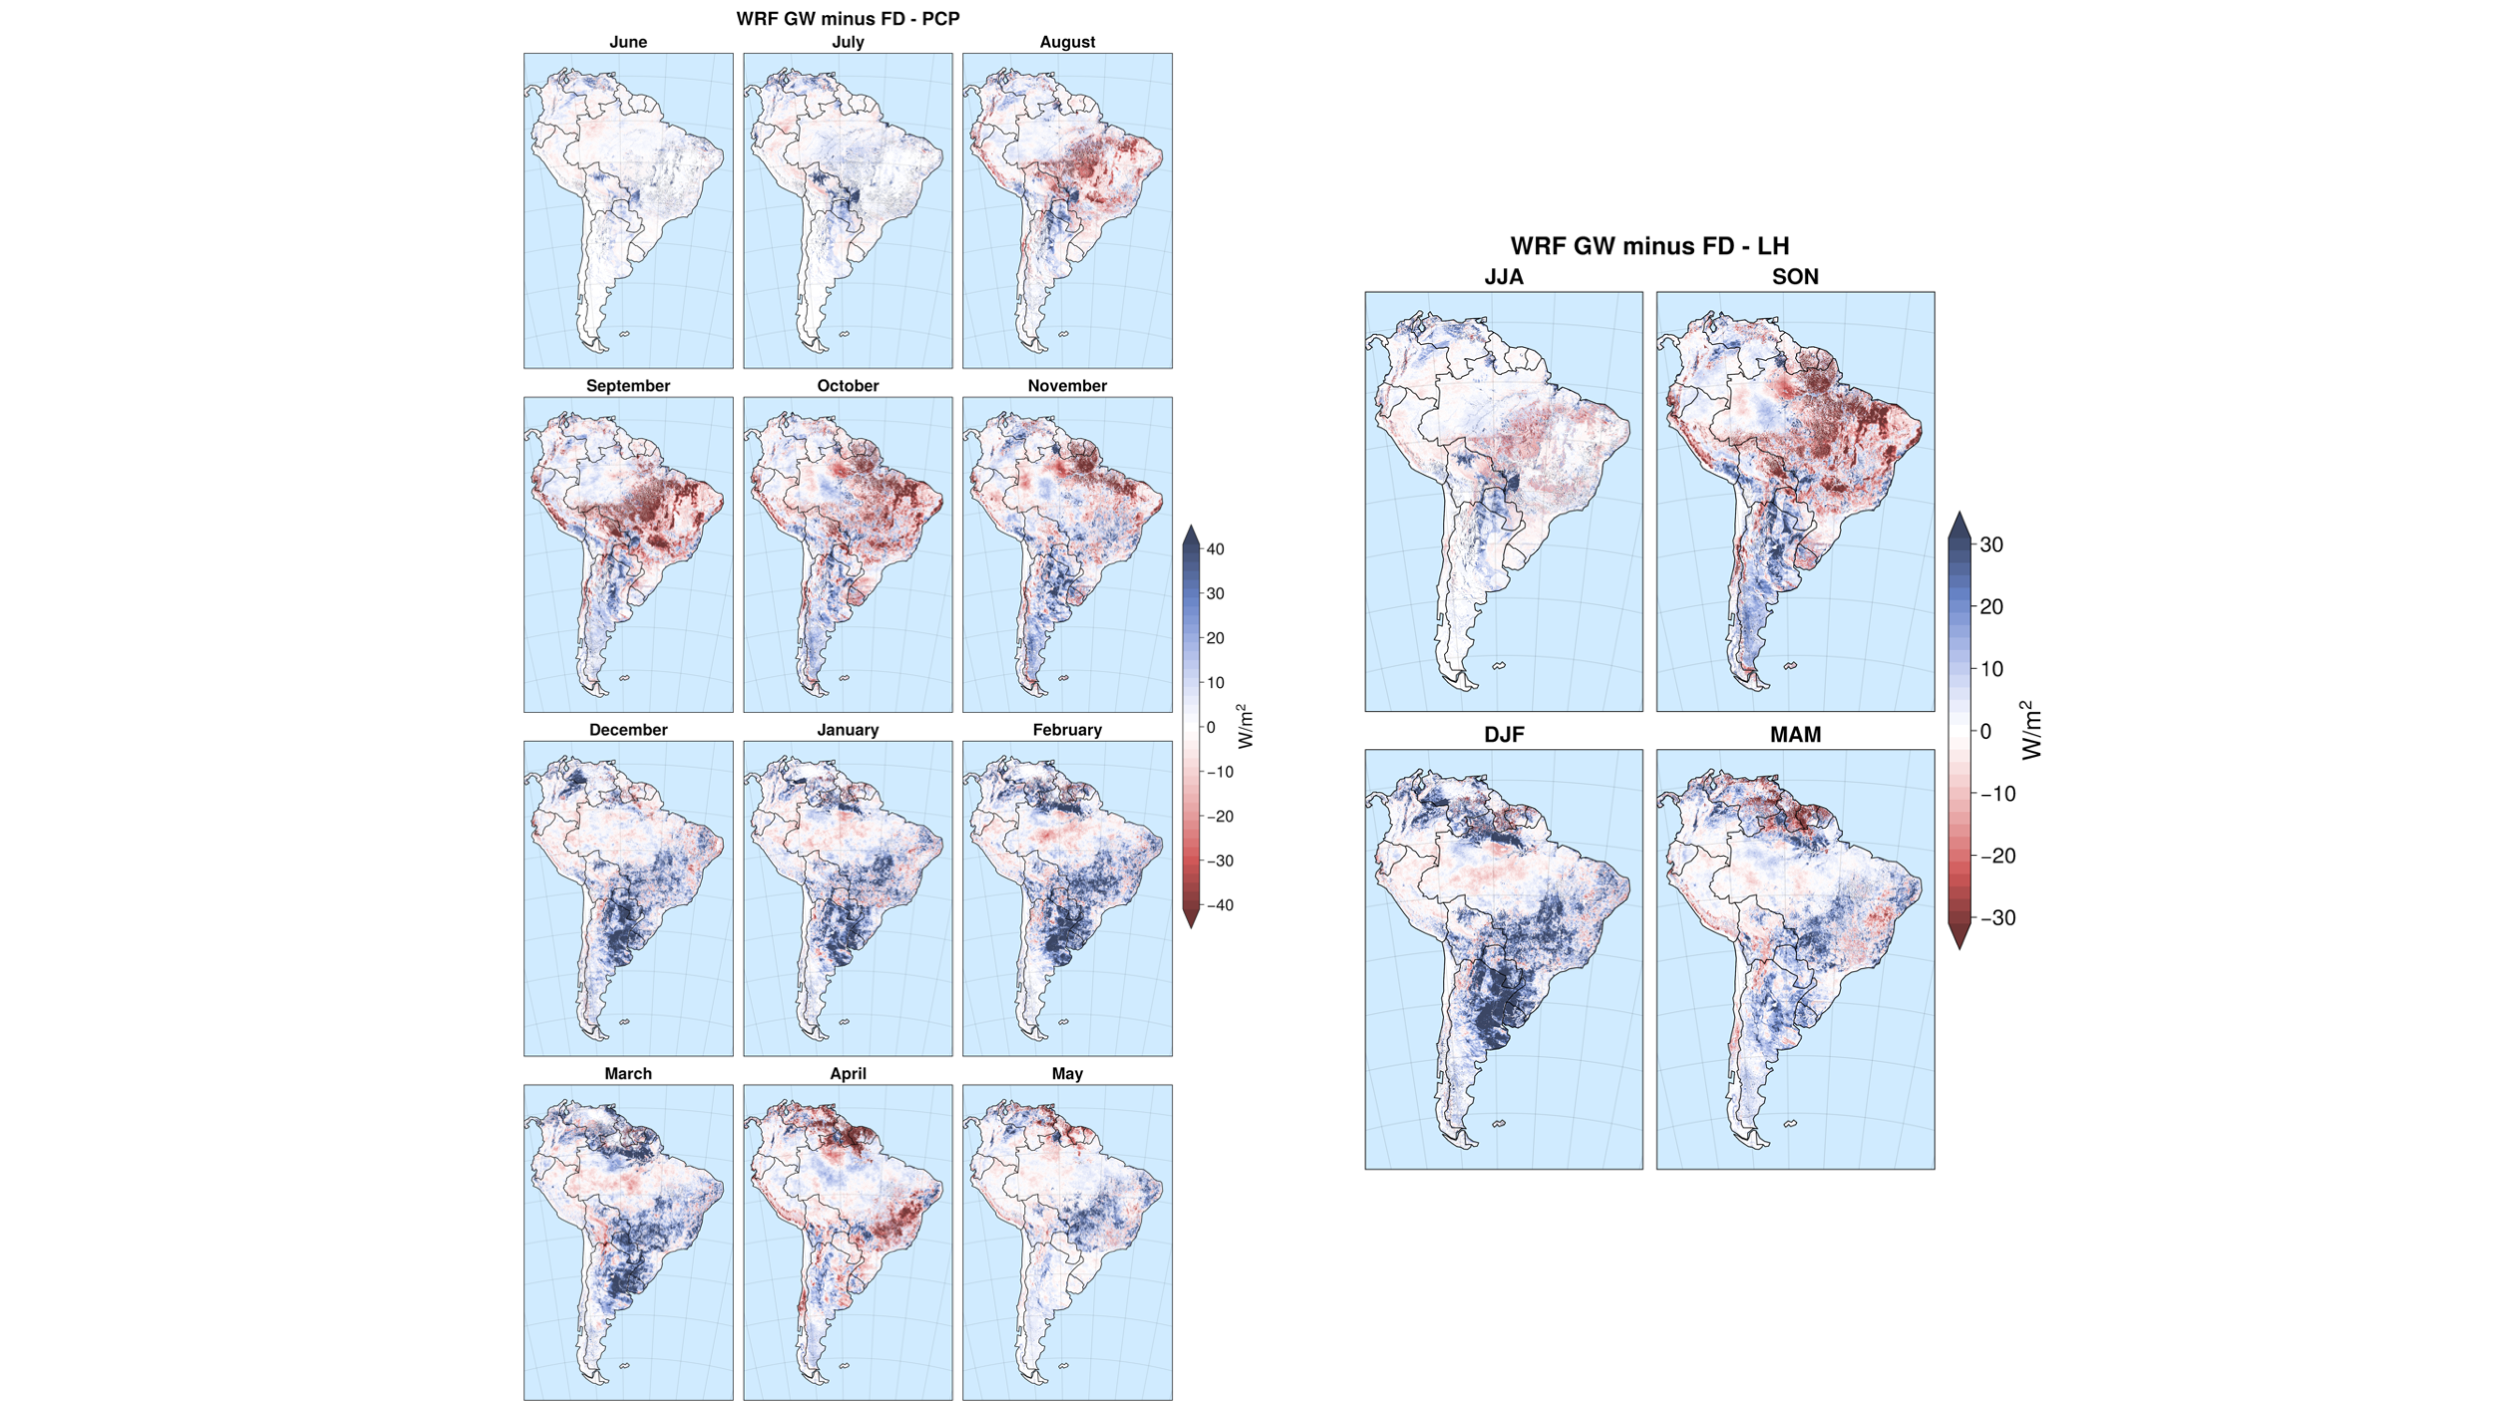 WRF GW minus FD - PCP
June July August
September October November
December January February
March April May
40
30
20
10
0
−10
−20
−30
−40
W/m²
WRF GW minus FD - LH
JJA SON
DJF MAM
30
20
10
0
−10
−20
−30
W/m²